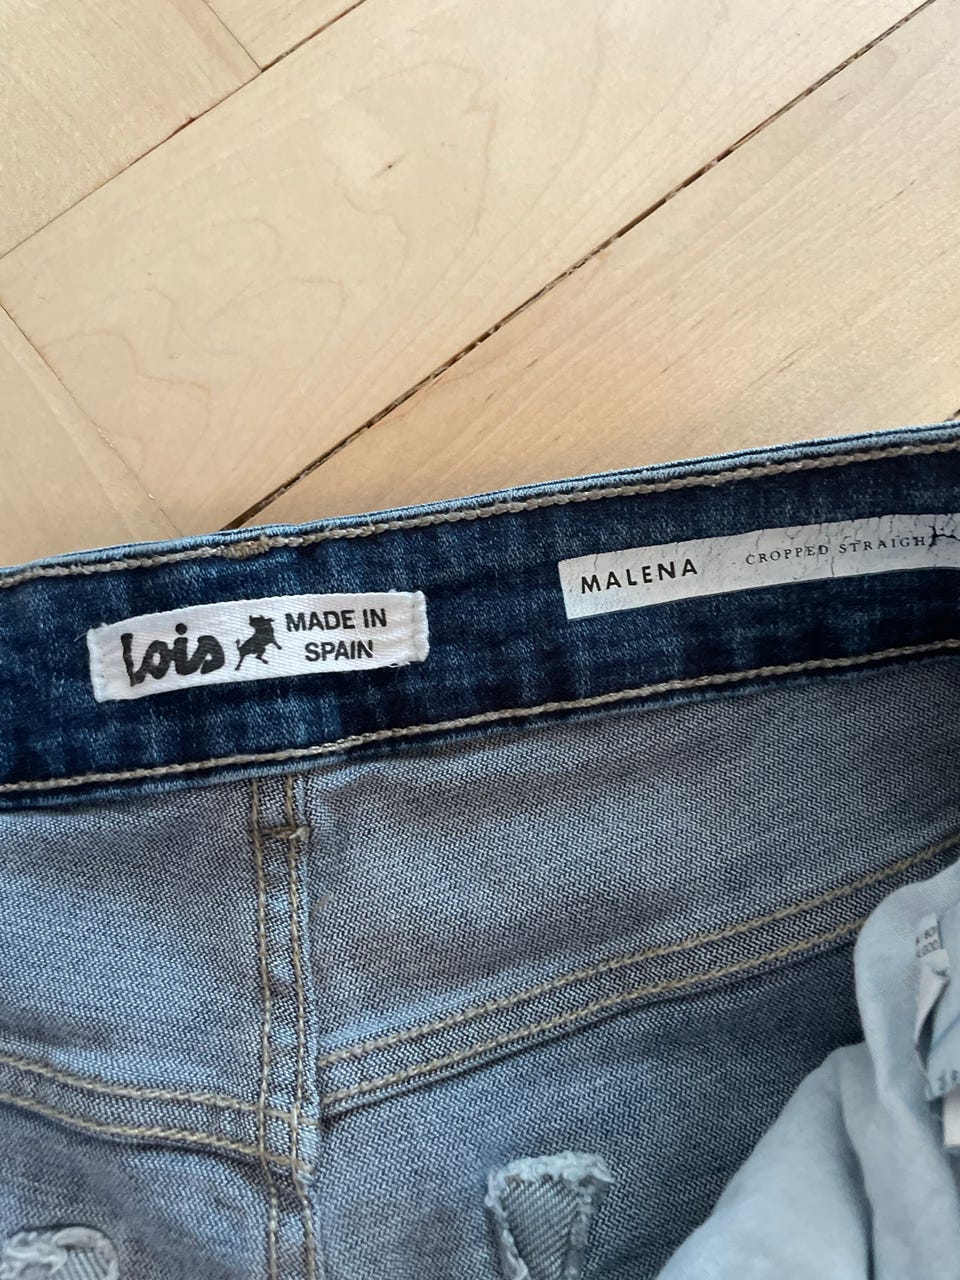 Lois
MADE IN
SPAIN
MALENA
CROPPED STRAIGH